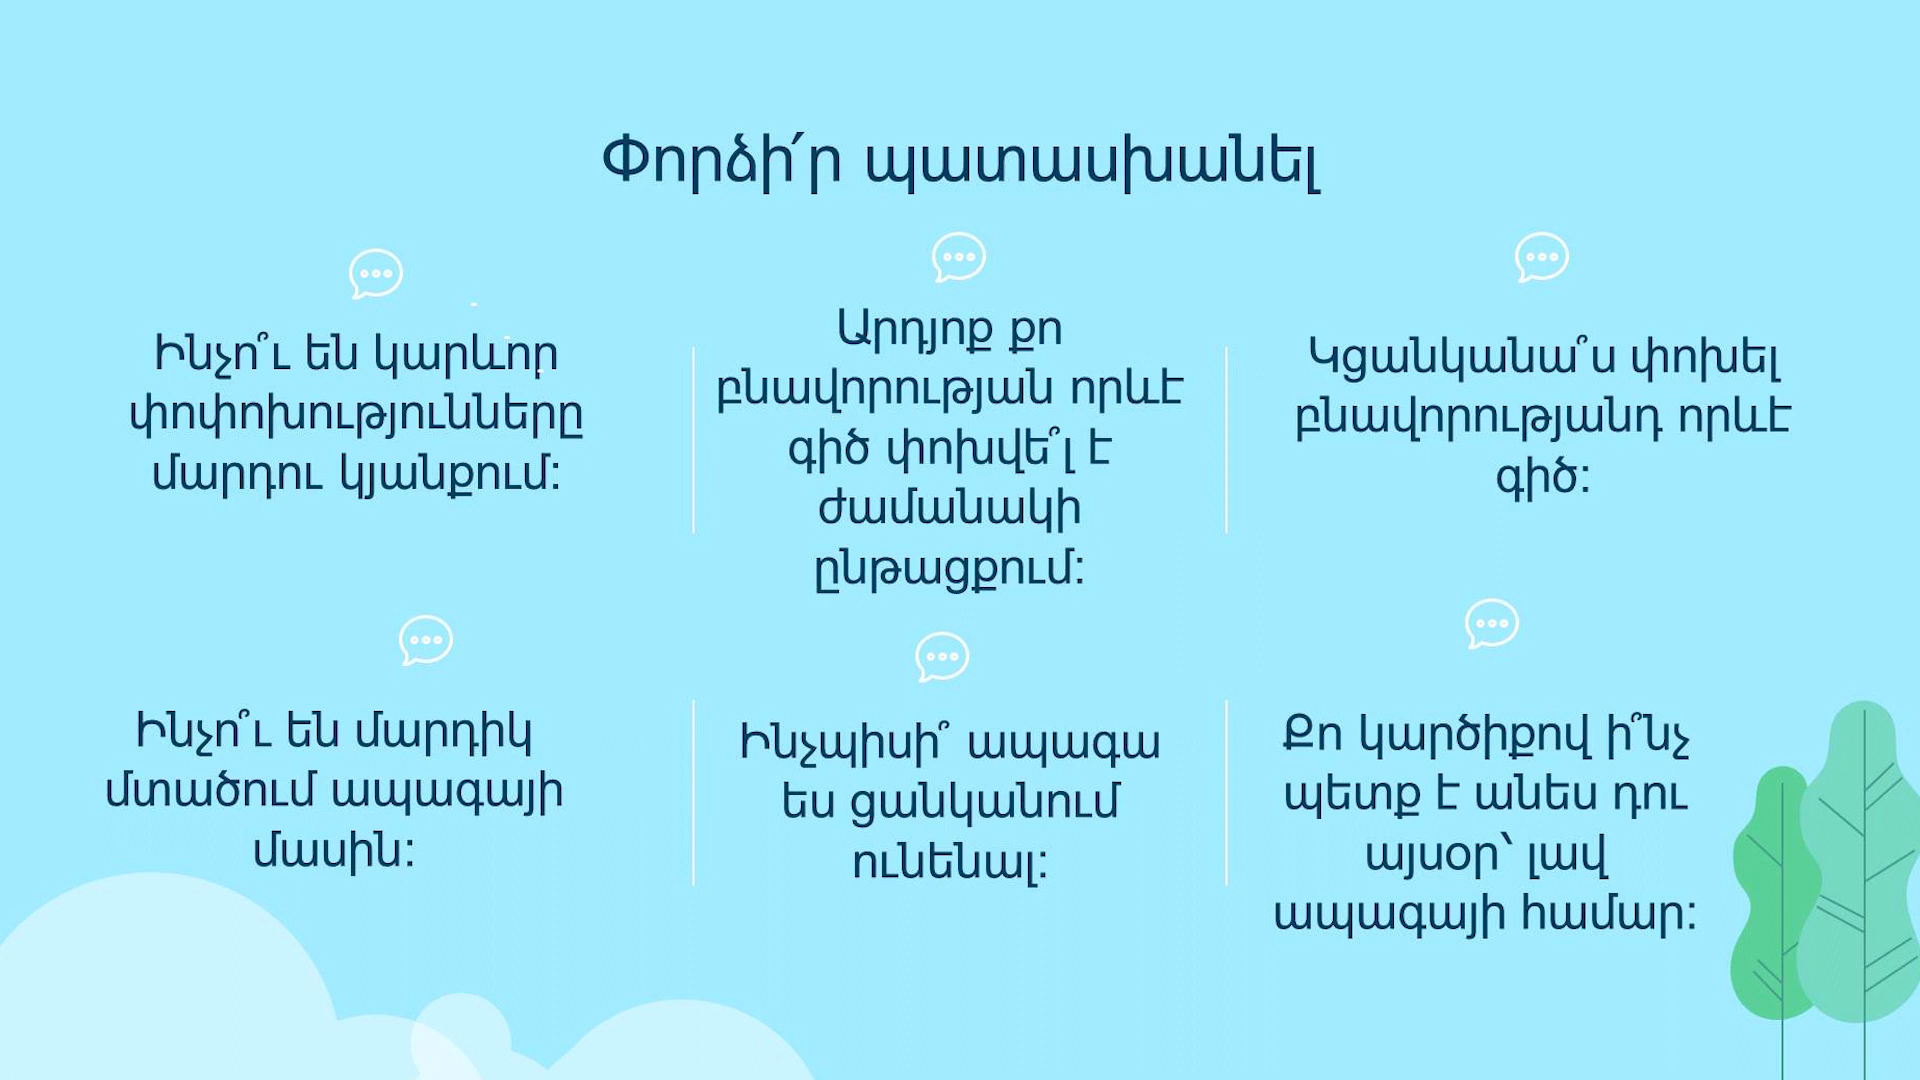 Փորձի՛ր պատասխանել
Ինչո՞ւ են կարևոր
փոփոխությունները
մարդու կյանքում:
Արդյոք քո
բնավորության որևէ
գիծ փոխվե՞լ է
ժամանակի
ընթացքում:
Կցանկանա՞ս փոխել
բնավորությանդ որևէ
գիծ:
Ինչո՞ւ են մարդիկ
մտածում ապագայի
մասին:
Ինչպիսի՞ ապագա
ես ցանկանում
ունենալ:
Քո կարծիքով ի՞նչ
պետք է անես դու
այսօր՝ լավ
ապագայի համար: